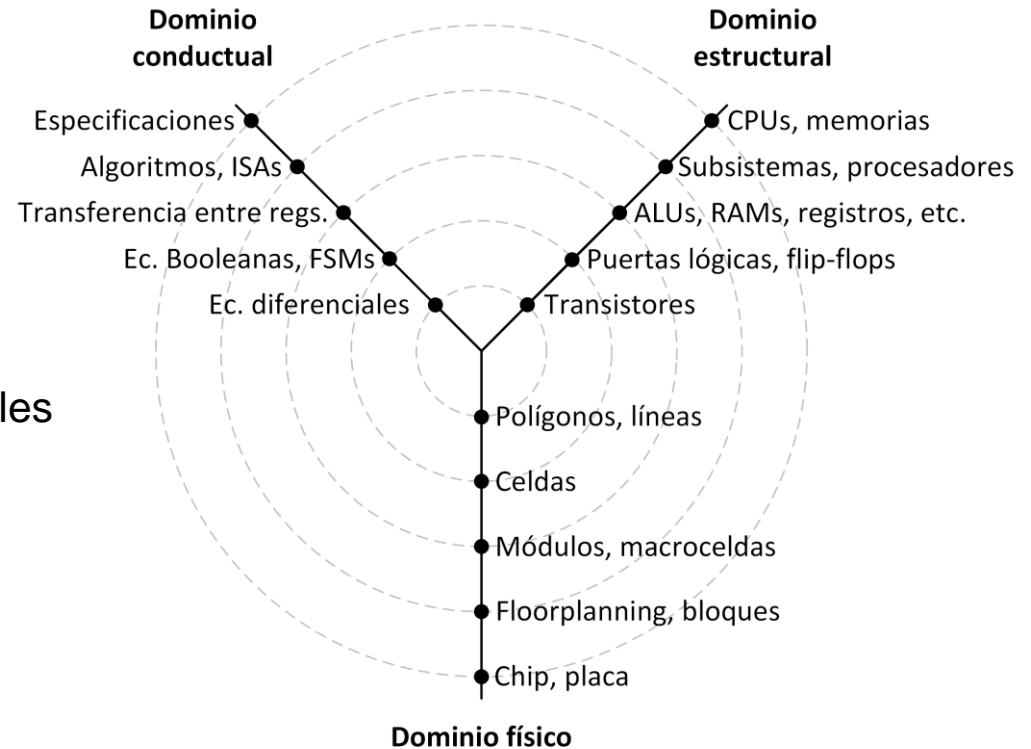 Dominio
conductual
Dominio
estructural
Especificaciones
CPUs, memorias
Algoritmos, ISAs
Subsistemas, procesadores
Transferencia entre regs.
ALUs, RAMs, registros, etc.
Ec. Booleanas, FSMs
Puertas lógicas, flip-flops
Ec. diferenciales
Transistores
les
Polígonos, líneas
Celdas
Módulos, macroceldas
Floorplanning, bloques
Chip, placa
Dominio físico